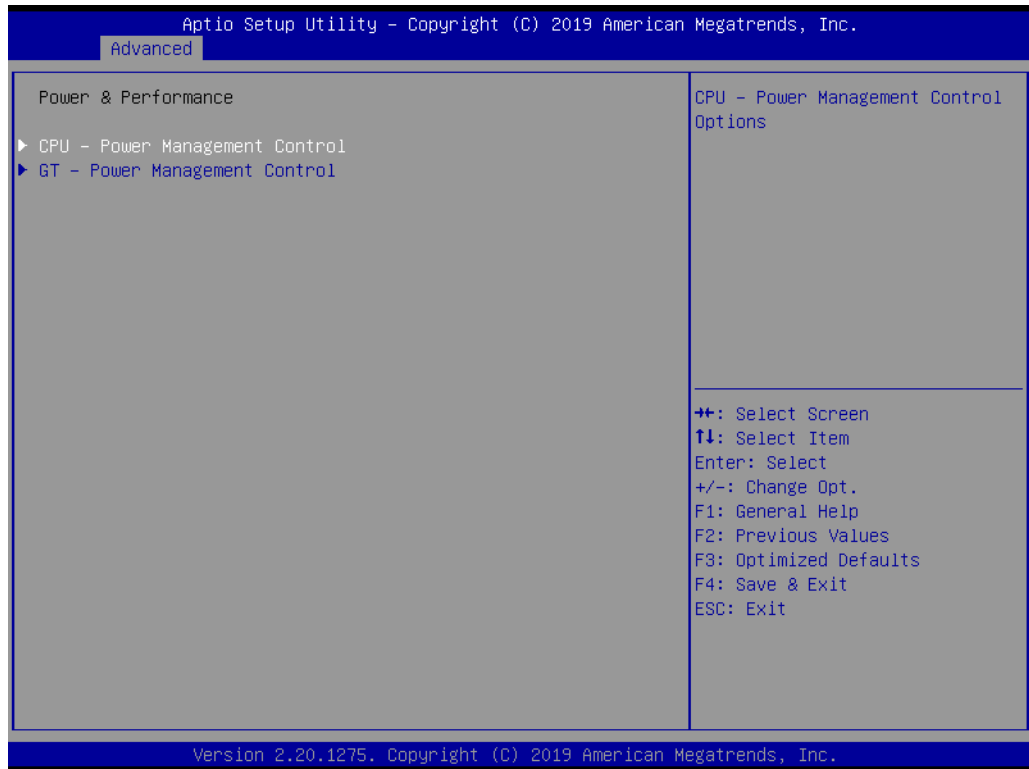 Aptio Setup Utility – Copyright (C) 2019 American Megatrends, Inc.
Advanced
Power & Performance
► CPU – Power Management Control
► GT – Power Management Control
CPU – Power Management Control
Options
→←: Select Screen
↑↓: Select Item
Enter: Select
+/-: Change Opt.
F1: General Help
F2: Previous Values
F3: Optimized Defaults
F4: Save & Exit
ESC: Exit
Version 2.20.1275. Copyright (C) 2019 American Megatrends, Inc.